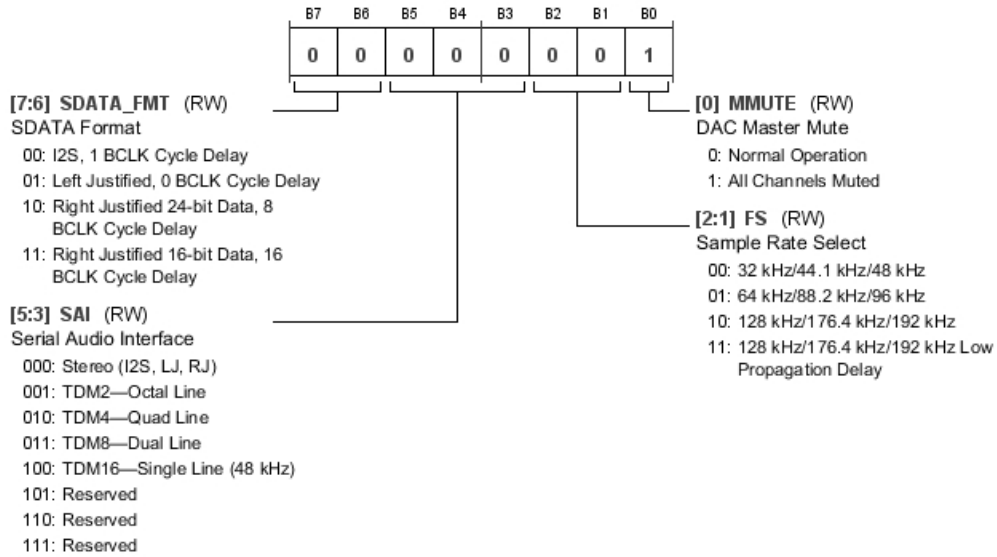 B7 B6 B5 B4 B3 B2 B1 B0
0 0 0 0 0 0 0 1
[7:6] SDATA_FMT (RW)
SDATA Format
00: I2S, 1 BCLK Cycle Delay
01: Left Justified, 0 BCLK Cycle Delay
10: Right Justified 24-bit Data, 8
BCLK Cycle Delay
11: Right Justified 16-bit Data, 16
BCLK Cycle Delay
[5:3] SAI (RW)
Serial Audio Interface
000: Stereo (I2S, LJ, RJ)
001: TDM2—Octal Line
010: TDM4—Quad Line
011: TDM8—Dual Line
100: TDM16—Single Line (48 kHz)
101: Reserved
110: Reserved
111: Reserved
[0] MMUTE (RW)
DAC Master Mute
0: Normal Operation
1: All Channels Muted
[2:1] FS (RW)
Sample Rate Select
00: 32 kHz/44.1 kHz/48 kHz
01: 64 kHz/88.2 kHz/96 kHz
10: 128 kHz/176.4 kHz/192 kHz
11: 128 kHz/176.4 kHz/192 kHz Low
Propagation Delay